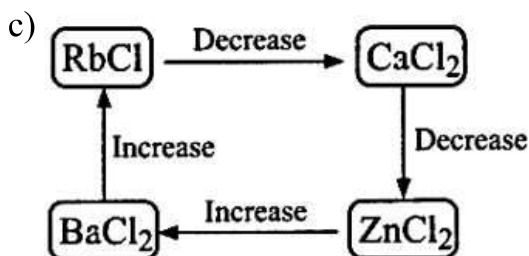 c)
RbCl Decrease CaCl₂
Increase Decrease
BaCl₂ Increase ZnCl₂